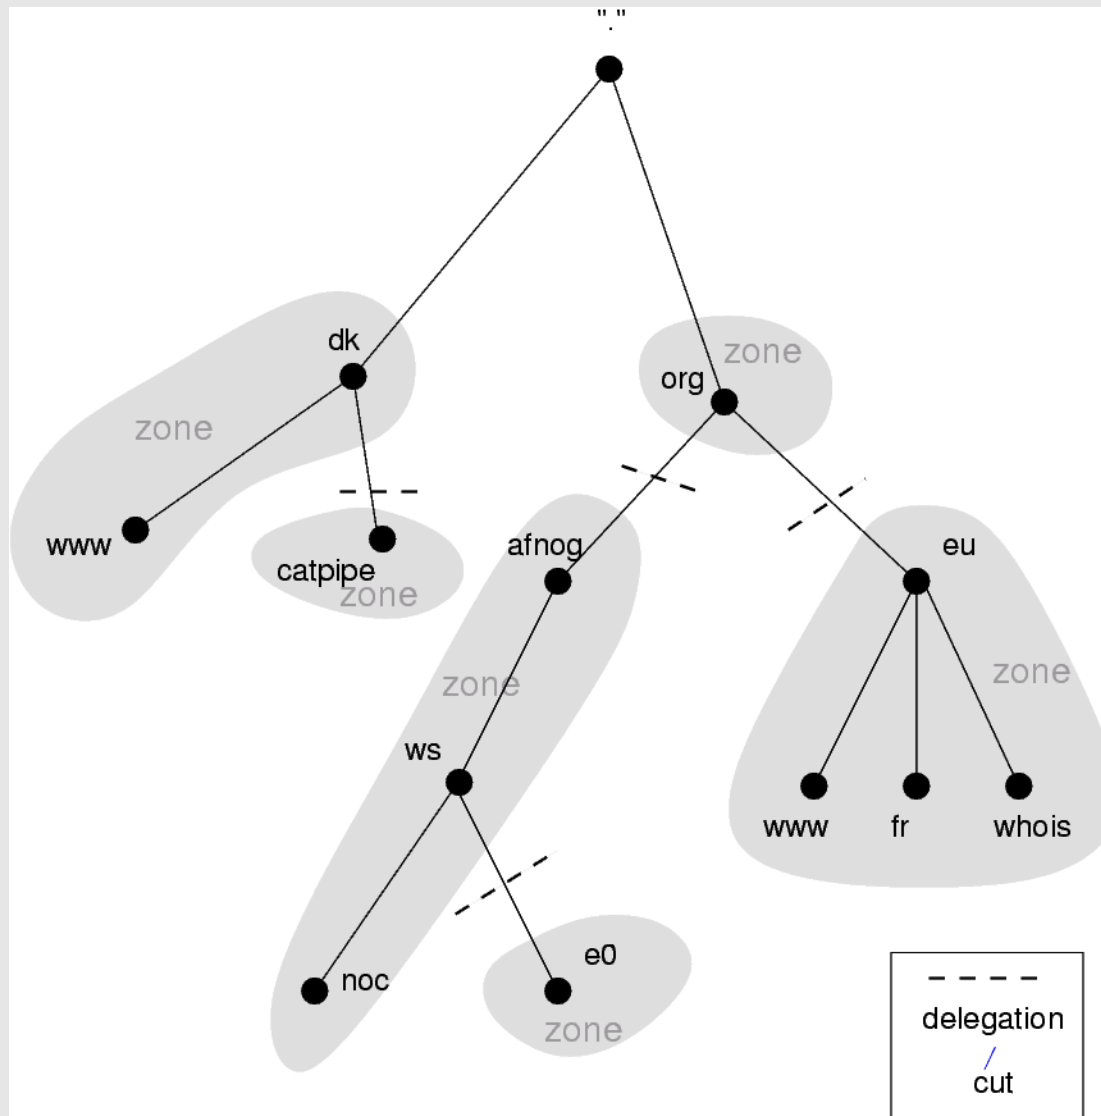 "."
dk
zone
org
zone
www
catpipe
zone
afnog
eu
zone
zone
ws
www
fr
whois
e0
noc
zone
delegation
/
cut